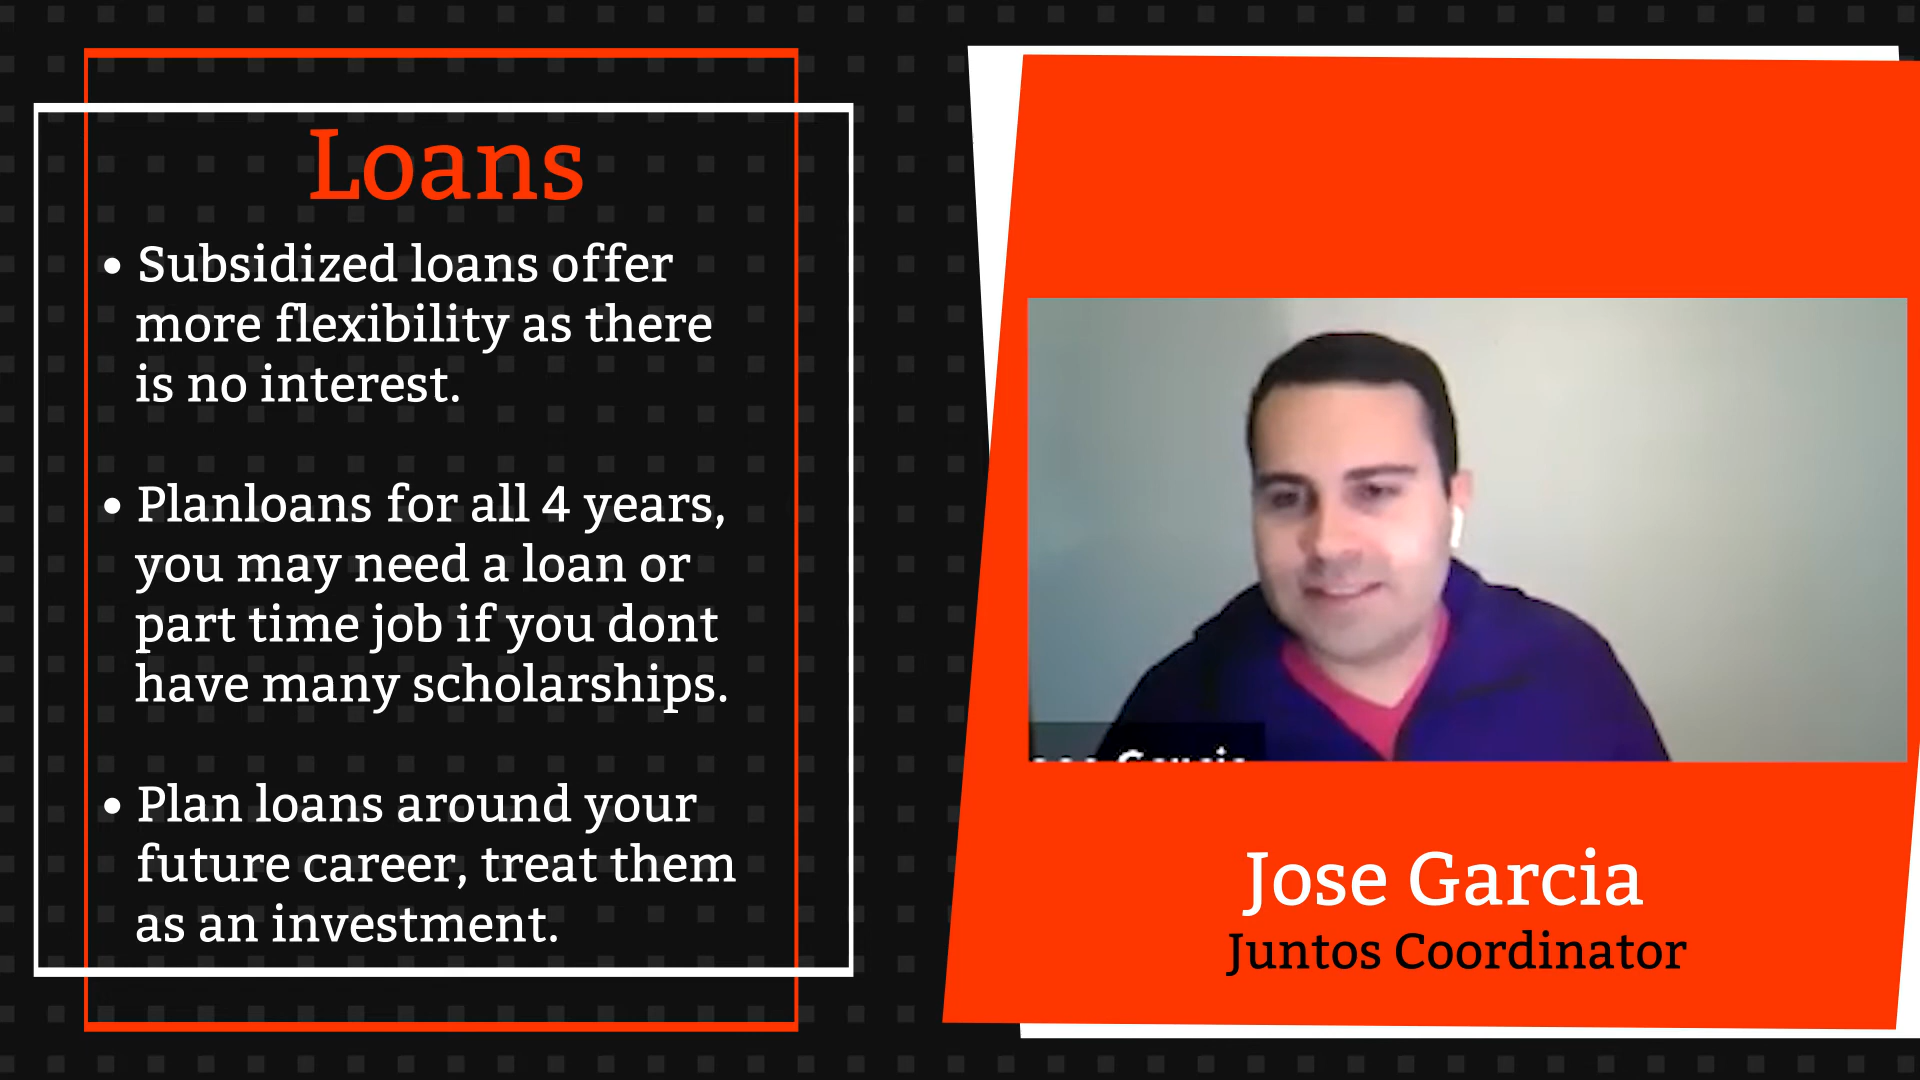 Loans
• Subsidized loans offer
more flexibility as there
is no interest.
• Planloans for all 4 years,
you may need a loan or
part time job if you dont
have many scholarships.
• Plan loans around your
future career, treat them
as an investment.
Garcia
Jose Garcia
Juntos Coordinator